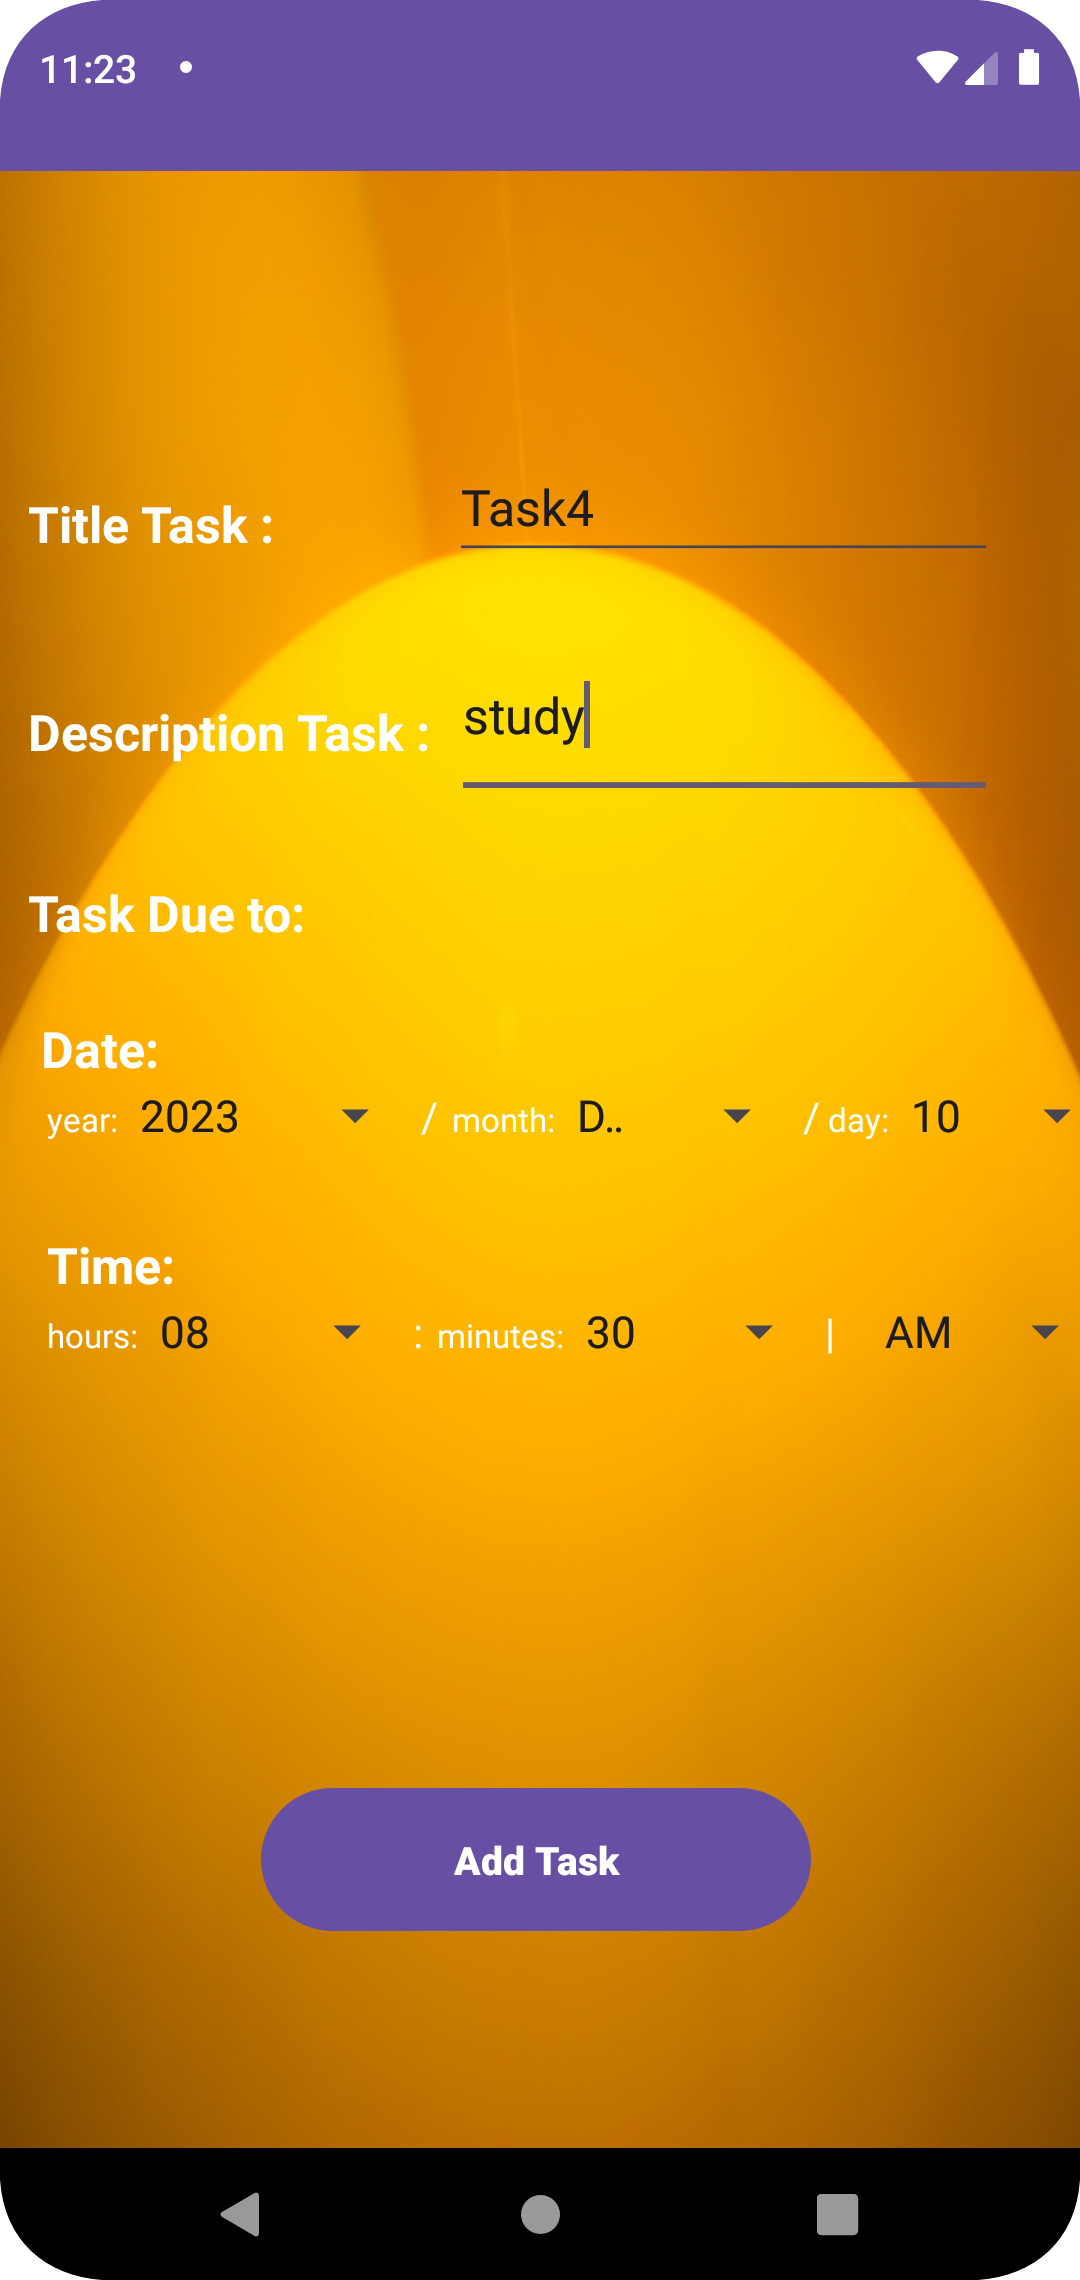 11:23
Title Task : Task4
Description Task : study
Task Due to:
Date:
year: 2023 / month: D.. / day: 10
Time:
hours: 08 : minutes: 30 | AM
Add Task